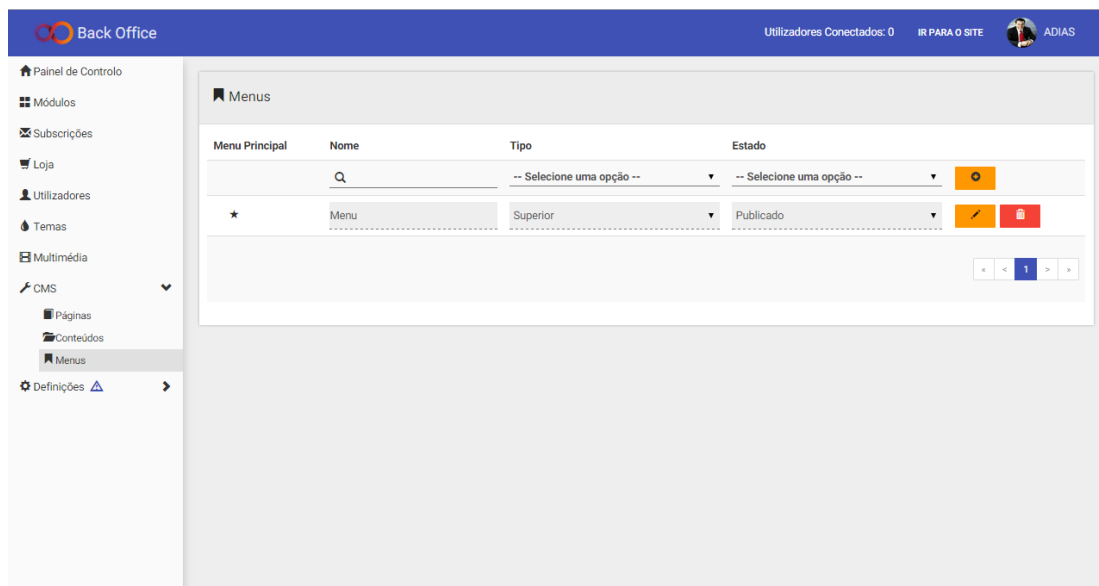 Back Office
Utilizadores Conectados: 0 IR PARA O SITE ADIAS
Painel de Controlo
Módulos
Subscrições
Loja
Utilizadores
Temas
Multimédia
CMS
Páginas
Conteúdos
Menus
Definições
Menus
Menu Principal Nome Tipo Estado
-- Selecione uma opção -- -- Selecione uma opção --
Menu Superior Publicado
« < 1 > »